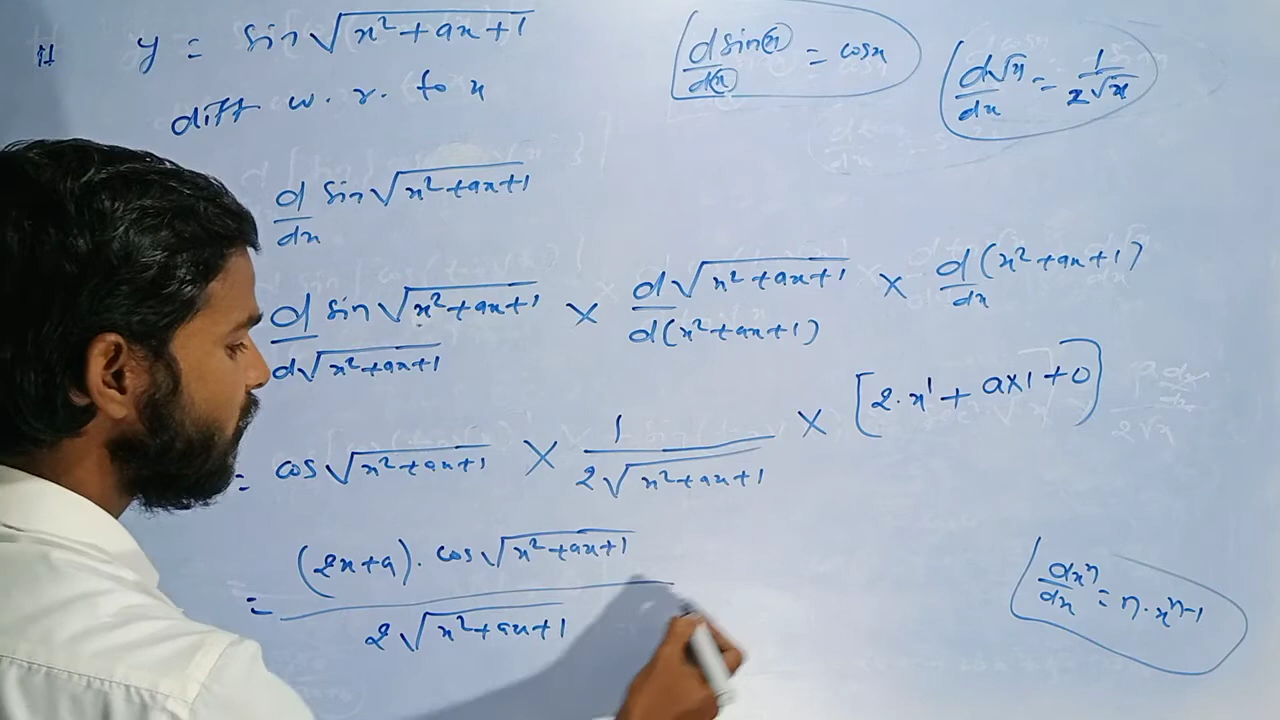 y = sin√(x²+ax+1)
diff w. r. to x
d sin(x)/d(x) = cosx
d√x/dx = 1/(2√x)
d/dx sin√(x²+ax+1)
d sin√(x²+ax+1)/d√(x²+ax+1) × d√(x²+ax+1)/d(x²+ax+1) × d(x²+ax+1)/dx
= cos√(x²+ax+1) × 1/(2√(x²+ax+1)) × [2·x¹ + a×1 + 0]
= (2x+a)·cos√(x²+ax+1)/(2√(x²+ax+1))
dxⁿ/dx = n·xⁿ⁻¹